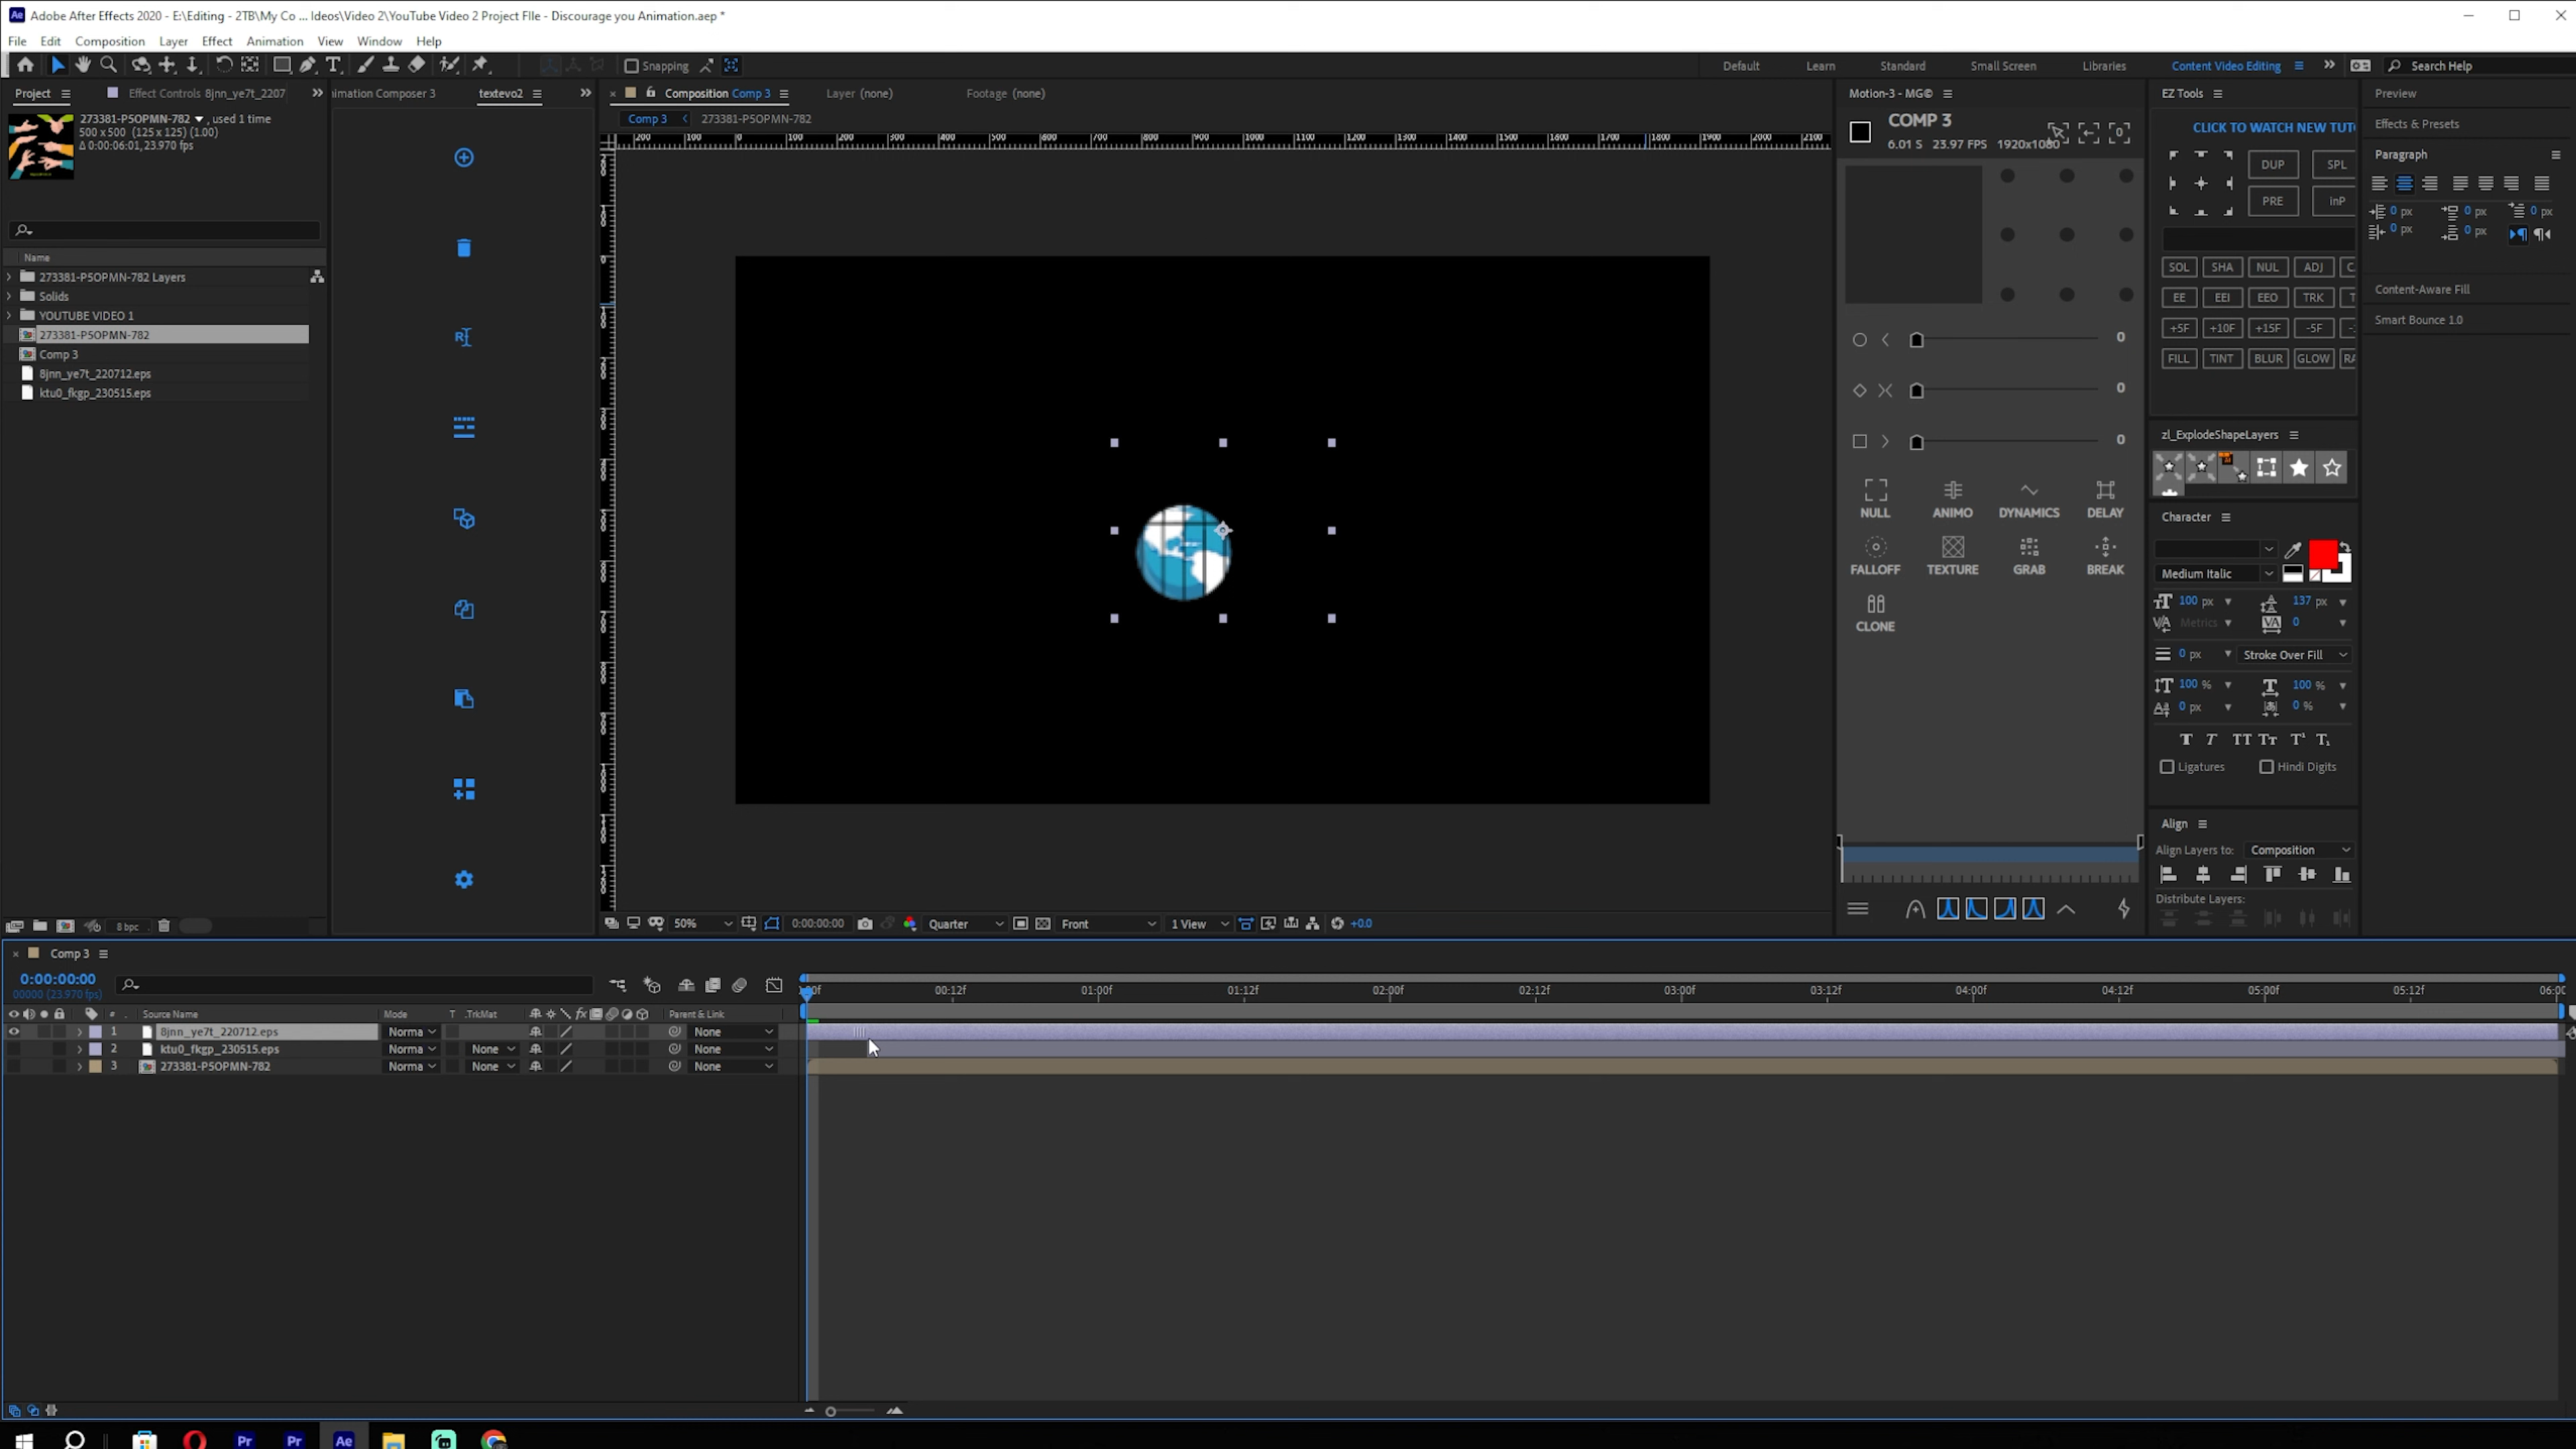 Adobe After Effects 2020 - E:\Editing - 2TB\My Co ... Ideos\Video 2\YouTube Video 2 Project FIle - Discourage you Animation.aep *
File Edit Composition Layer Effect Animation View Window Help
Snapping
Default Learn Standard Small Screen Libraries Content Video Editing Search Help
Project Effect Controls 8jnn_ye7t_2207
273381-P5OPMN-782 , used 1 time
500 x 500 (125 x 125) (1.00)
Δ 0:00:06:01, 23.970 fps
Name
273381-P5OPMN-782 Layers
Solids
YOUTUBE VIDEO 1
273381-P5OPMN-782
Comp 3
8jnn_ye7t_220712.eps
ktu0_fkgp_230515.eps
8 bpc
imation Composer 3 textevo2
Composition Comp 3 Layer (none) Footage (none)
Comp 3 273381-P5OPMN-782
50% 0:00:00:00 Quarter Front 1 View +0.0
Motion-3 - MG©
COMP 3
6.01 S 23.97 FPS 1920x1080
0
0
0
NULL ANIMO DYNAMICS DELAY
FALLOFF TEXTURE GRAB BREAK
CLONE
EZ Tools
CLICK TO WATCH NEW TUT
DUP SPL
PRE InP
SOL SHA NUL ADJ
EE EEI EEO TRK
+5F +10F +15F -5F
FILL TINT BLUR GLOW
zl_ExplodeShapeLayers
Character
Medium Italic
100 px 137 px
Metrics 0
0 px Stroke Over Fill
100 % 100 %
0 px 0 %
Ligatures Hindi Digits
Align
Align Layers to: Composition
Distribute Layers:
Preview
Effects & Presets
Paragraph
0 px 0 px 0 px
0 px 0 px
Content-Aware Fill
Smart Bounce 1.0
Comp 3
0:00:00:00
00000 (23.970 fps)
00:12f 01:00f 01:12f 02:00f 02:12f 03:00f 03:12f 04:00f 04:12f 05:00f 05:12f
# Source Name Mode T .TrkMat Parent & Link
1 8jnn_ye7t_220712.eps Norma None
2 ktu0_fkgp_230515.eps Norma None None
3 273381-P5OPMN-782 Norma None None
Pr Pr Ae